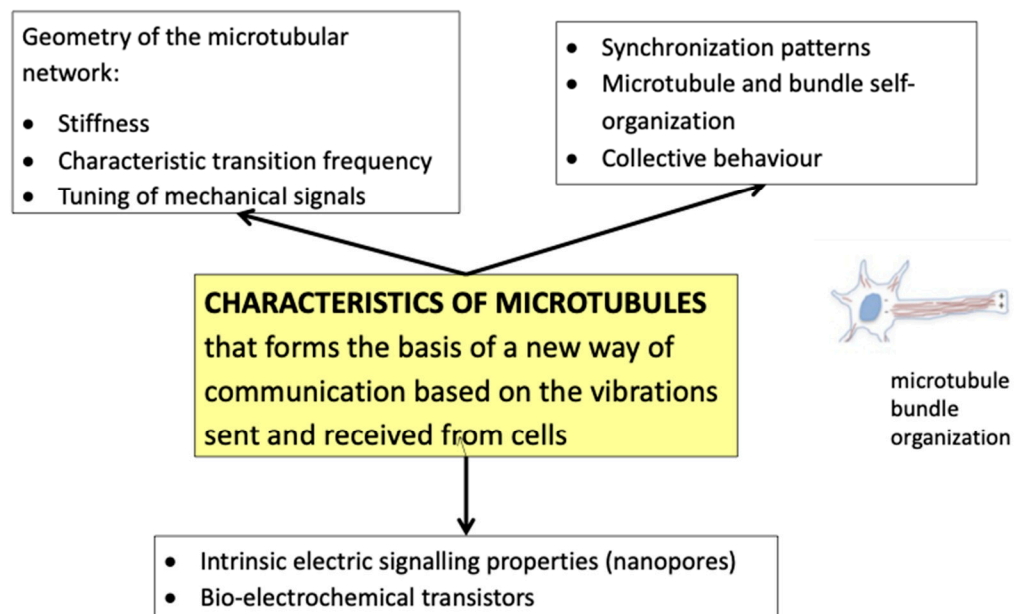 Geometry of the microtubular
network:
• Stiffness
• Characteristic transition frequency
• Tuning of mechanical signals
• Synchronization patterns
• Microtubule and bundle self-
organization
• Collective behaviour
CHARACTERISTICS OF MICROTUBULES
that forms the basis of a new way of
communication based on the vibrations
sent and received from cells
microtubule
bundle
organization
• Intrinsic electric signalling properties (nanopores)
• Bio-electrochemical transistors